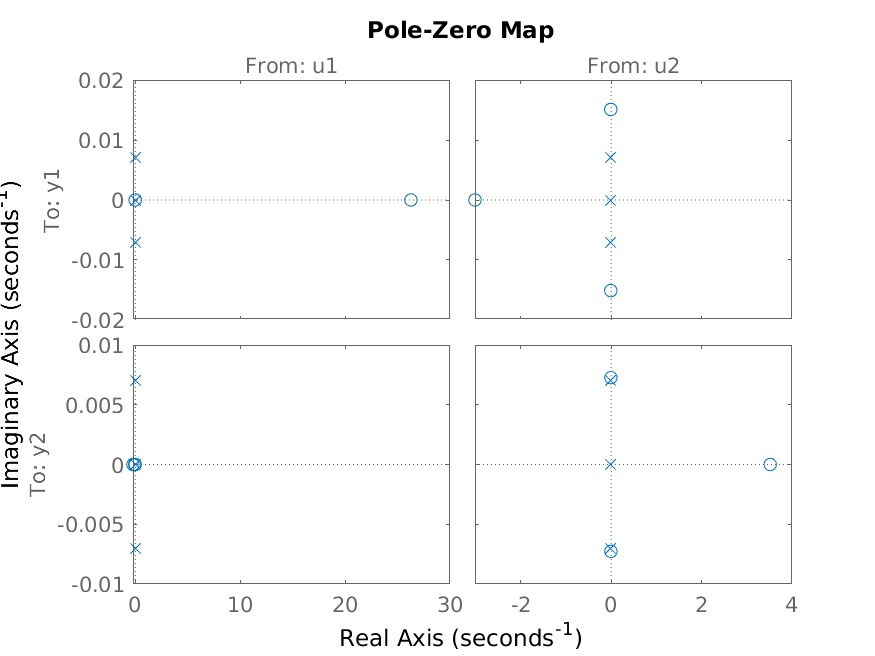 Pole-Zero Map
From: u1
From: u2
0.02
0.01
0
-0.01
-0.02
To: y1
0.01
0.005
0
-0.005
-0.01
To: y2
Imaginary Axis (seconds⁻¹)
0
10
20
30
-2
0
2
4
Real Axis (seconds⁻¹)